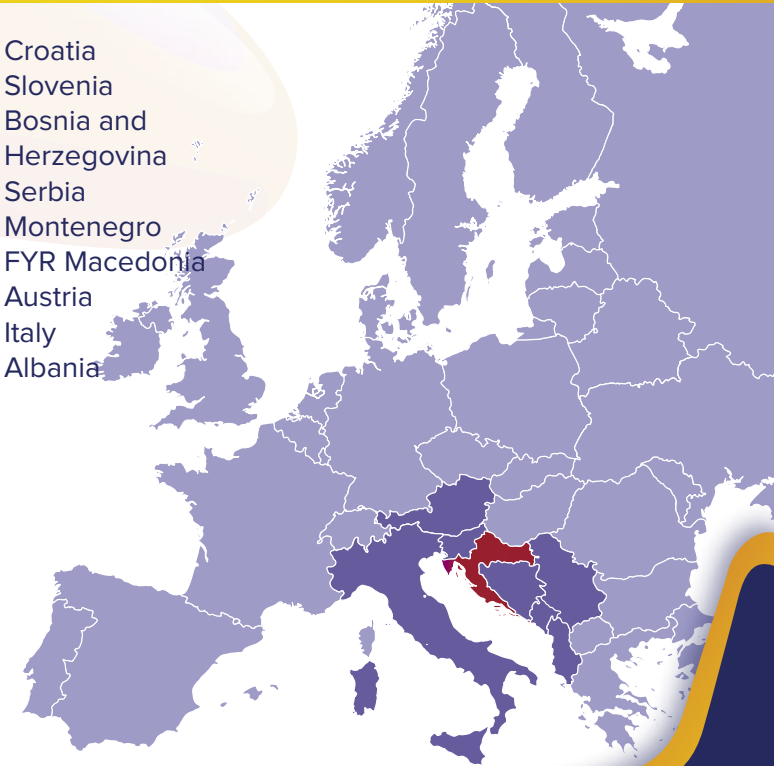 Croatia
Slovenia
Bosnia and
Herzegovina
Serbia
Montenegro
FYR Macedonia
Austria
Italy
Albania